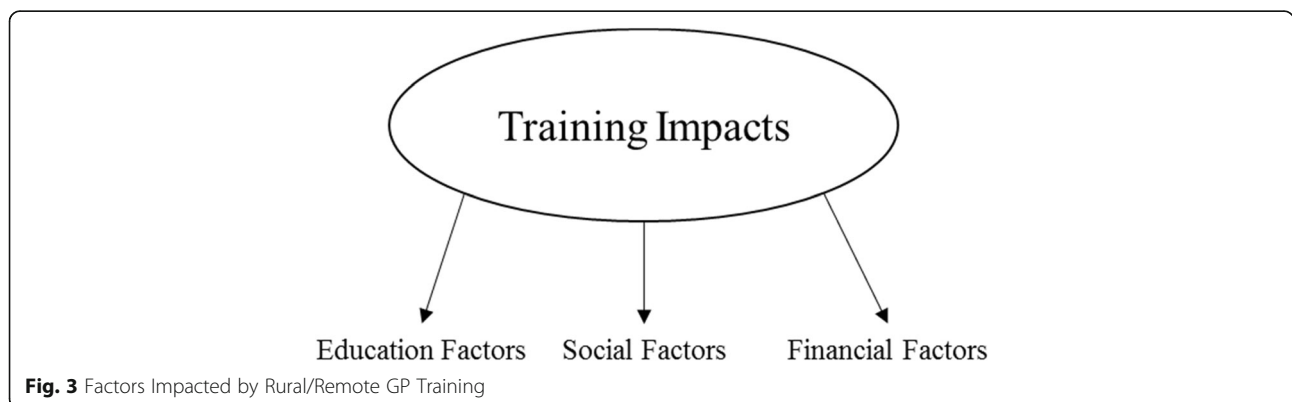 Training Impacts
Education Factors Social Factors Financial Factors
Fig. 3 Factors Impacted by Rural/Remote GP Training